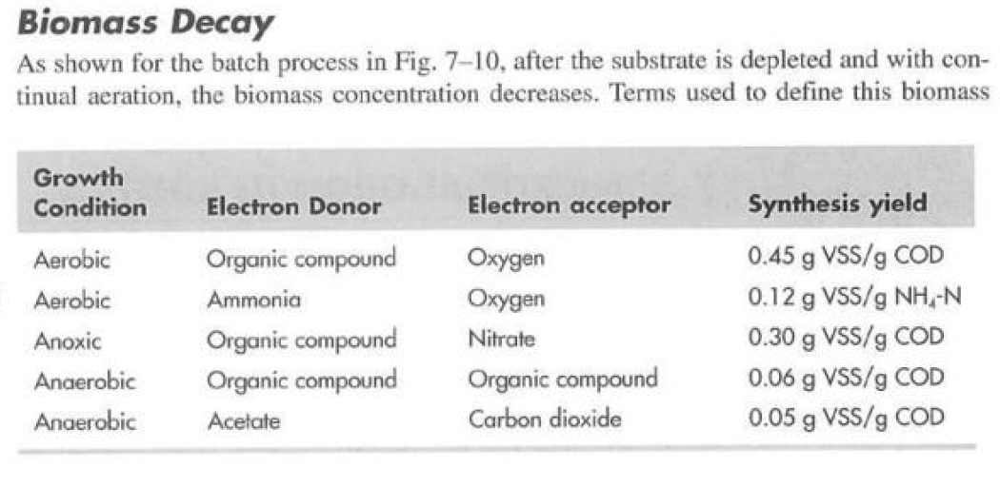 Biomass Decay
As shown for the batch process in Fig. 7–10, after the substrate is depleted and with con-
tinual aeration, the biomass concentration decreases. Terms used to define this biomass
Growth
Condition Electron Donor Electron acceptor Synthesis yield
Aerobic Organic compound Oxygen 0.45 g VSS/g COD
Aerobic Ammonia Oxygen 0.12 g VSS/g NH₄-N
Anoxic Organic compound Nitrate 0.30 g VSS/g COD
Anaerobic Organic compound Organic compound 0.06 g VSS/g COD
Anaerobic Acetate Carbon dioxide 0.05 g VSS/g COD